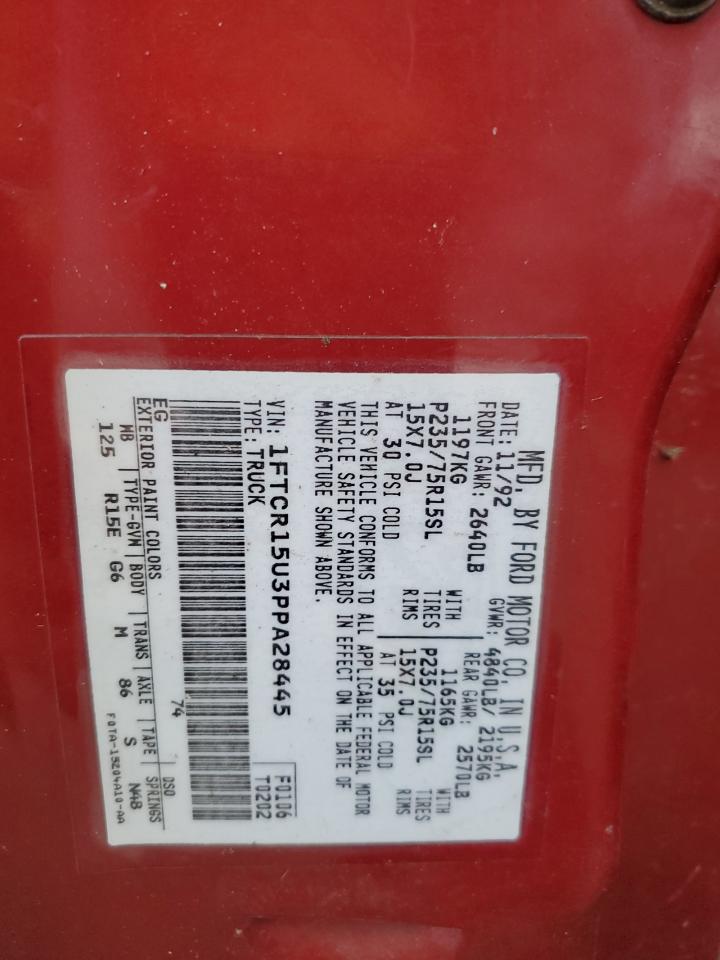 MFD. BY FORD MOTOR CO. IN U.S.A.
DATE: 11/92 GVWR: 4840LB/ 2195KG
FRONT GAWR: 2640LB REAR GAWR: 2570LB
1197KG WITH 1165KG WITH
P235/75R15SL TIRES P235/75R15SL TIRES
15X7.0J RIMS 15X7.0J RIMS
AT 30 PSI COLD AT 35 PSI COLD
THIS VEHICLE CONFORMS TO ALL APPLICABLE FEDERAL MOTOR
VEHICLE SAFETY STANDARDS IN EFFECT ON THE DATE OF
MANUFACTURE SHOWN ABOVE.
VIN: 1FTCR15U3PPA28445 F0106
TYPE: TRUCK T0202
EG 74
EXTERIOR PAINT COLORS DSO
MB TYPE-GVM BODY TRANS AXLE TAPE SPRINGS
125 R15E G6 M 86 S N4B
F0TA-15204A10-AA